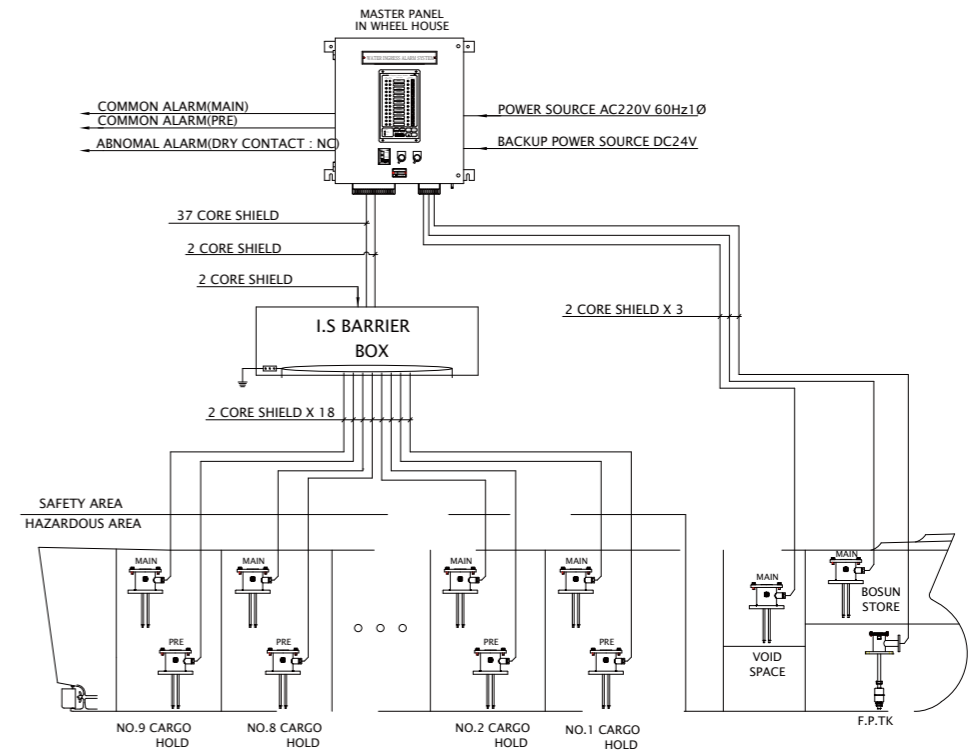 MASTER PANEL
IN WHEEL HOUSE
WATER INGRESS ALARM SYSTEM
COMMON ALARM(MAIN)
COMMON ALARM(PRE)
ABNOMAL ALARM(DRY CONTACT : NC)
POWER SOURCE AC220V 60Hz1Ø
BACKUP POWER SOURCE DC24V
37 CORE SHIELD
2 CORE SHIELD
2 CORE SHIELD
2 CORE SHIELD X 3
I.S BARRIER
BOX
2 CORE SHIELD X 18
SAFETY AREA
HAZARDOUS AREA
MAIN
MAIN
MAIN
MAIN
MAIN
MAIN
BOSUN
STORE
PRE
PRE
PRE
PRE
VOID
SPACE
F.P.TK
NO.9 CARGO
HOLD
NO.8 CARGO
HOLD
NO.2 CARGO
HOLD
NO.1 CARGO
HOLD